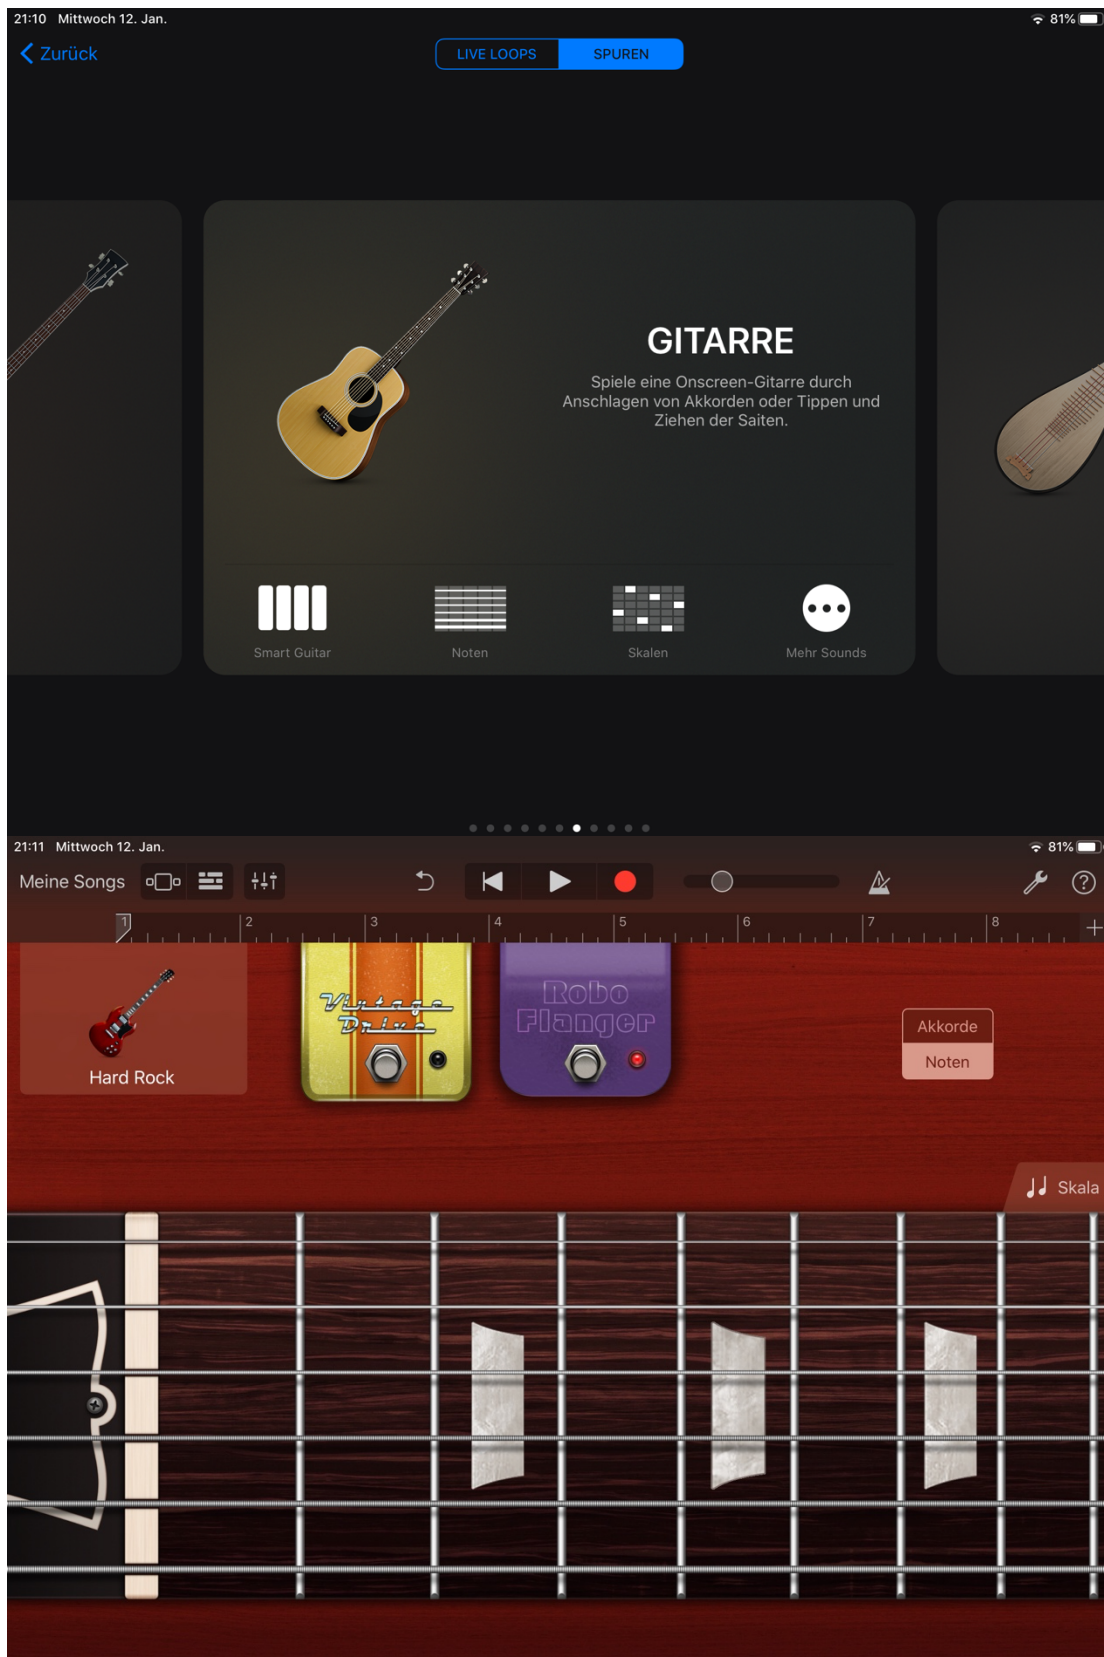 21:10 Mittwoch 12. Jan.
81%
Zurück
LIVE LOOPS
SPUREN
GITARRE
Spiele eine Onscreen-Gitarre durch
Anschlagen von Akkorden oder Tippen und
Ziehen der Saiten.
Smart Guitar
Noten
Skalen
Mehr Sounds
21:11 Mittwoch 12. Jan.
81%
Meine Songs
?
1 2 3 4 5 6 7 8 +
Vintage
Drive
Robo
Flanger
Akkorde
Noten
Hard Rock
Skala